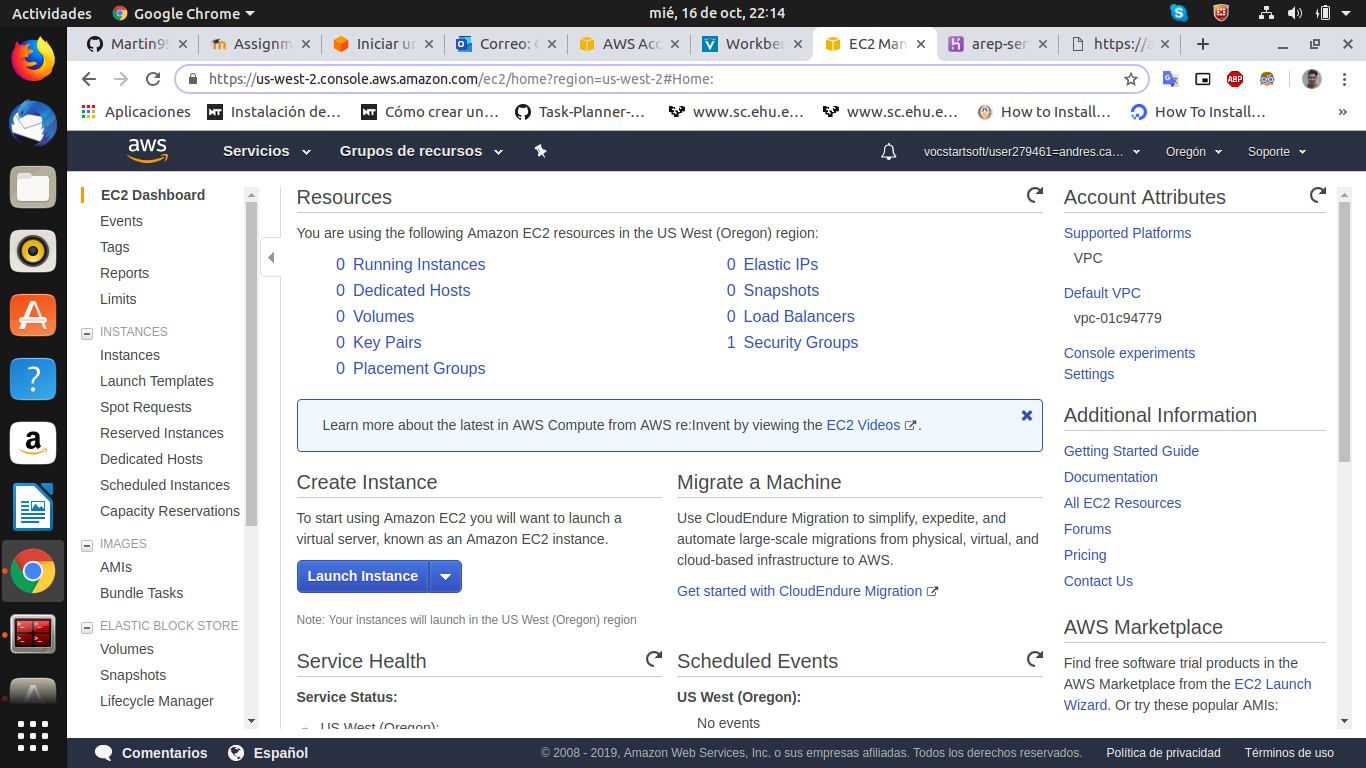 Actividades
Google Chrome
mié, 16 de oct, 22:14
Martin99
Assignm
Iniciar un
Correo: C
AWS Acc
Workben
EC2 Man
arep-ser
https://a
https://us-west-2.console.aws.amazon.com/ec2/home?region=us-west-2#Home:
ABP
Aplicaciones
Instalación de...
Cómo crear un...
Task-Planner-...
www.sc.ehu.e...
www.sc.ehu.e...
How to Install...
How To Install...
»
aws
Servicios
Grupos de recursos
vocstartsoft/user279461=andres.ca...
Oregón
Soporte
EC2 Dashboard
Events
Tags
Reports
Limits
INSTANCES
Instances
Launch Templates
Spot Requests
Reserved Instances
Dedicated Hosts
Scheduled Instances
Capacity Reservations
IMAGES
AMIs
Bundle Tasks
ELASTIC BLOCK STORE
Volumes
Snapshots
Lifecycle Manager
Resources
You are using the following Amazon EC2 resources in the US West (Oregon) region:
0 Running Instances
0 Elastic IPs
0 Dedicated Hosts
0 Snapshots
0 Volumes
0 Load Balancers
0 Key Pairs
1 Security Groups
0 Placement Groups
Learn more about the latest in AWS Compute from AWS re:Invent by viewing the EC2 Videos .
Create Instance
To start using Amazon EC2 you will want to launch a
virtual server, known as an Amazon EC2 instance.
Launch Instance
Note: Your instances will launch in the US West (Oregon) region
Migrate a Machine
Use CloudEndure Migration to simplify, expedite, and
automate large-scale migrations from physical, virtual, and
cloud-based infrastructure to AWS.
Get started with CloudEndure Migration
Service Health
Service Status:
US West (Oregon):
Scheduled Events
US West (Oregon):
No events
Account Attributes
Supported Platforms
VPC
Default VPC
vpc-01c94779
Console experiments
Settings
Additional Information
Getting Started Guide
Documentation
All EC2 Resources
Forums
Pricing
Contact Us
AWS Marketplace
Find free software trial products in the
AWS Marketplace from the EC2 Launch
Wizard. Or try these popular AMIs:
Comentarios
Español
© 2008 - 2019, Amazon Web Services, Inc. o sus empresas afiliadas. Todos los derechos reservados.
Política de privacidad
Términos de uso